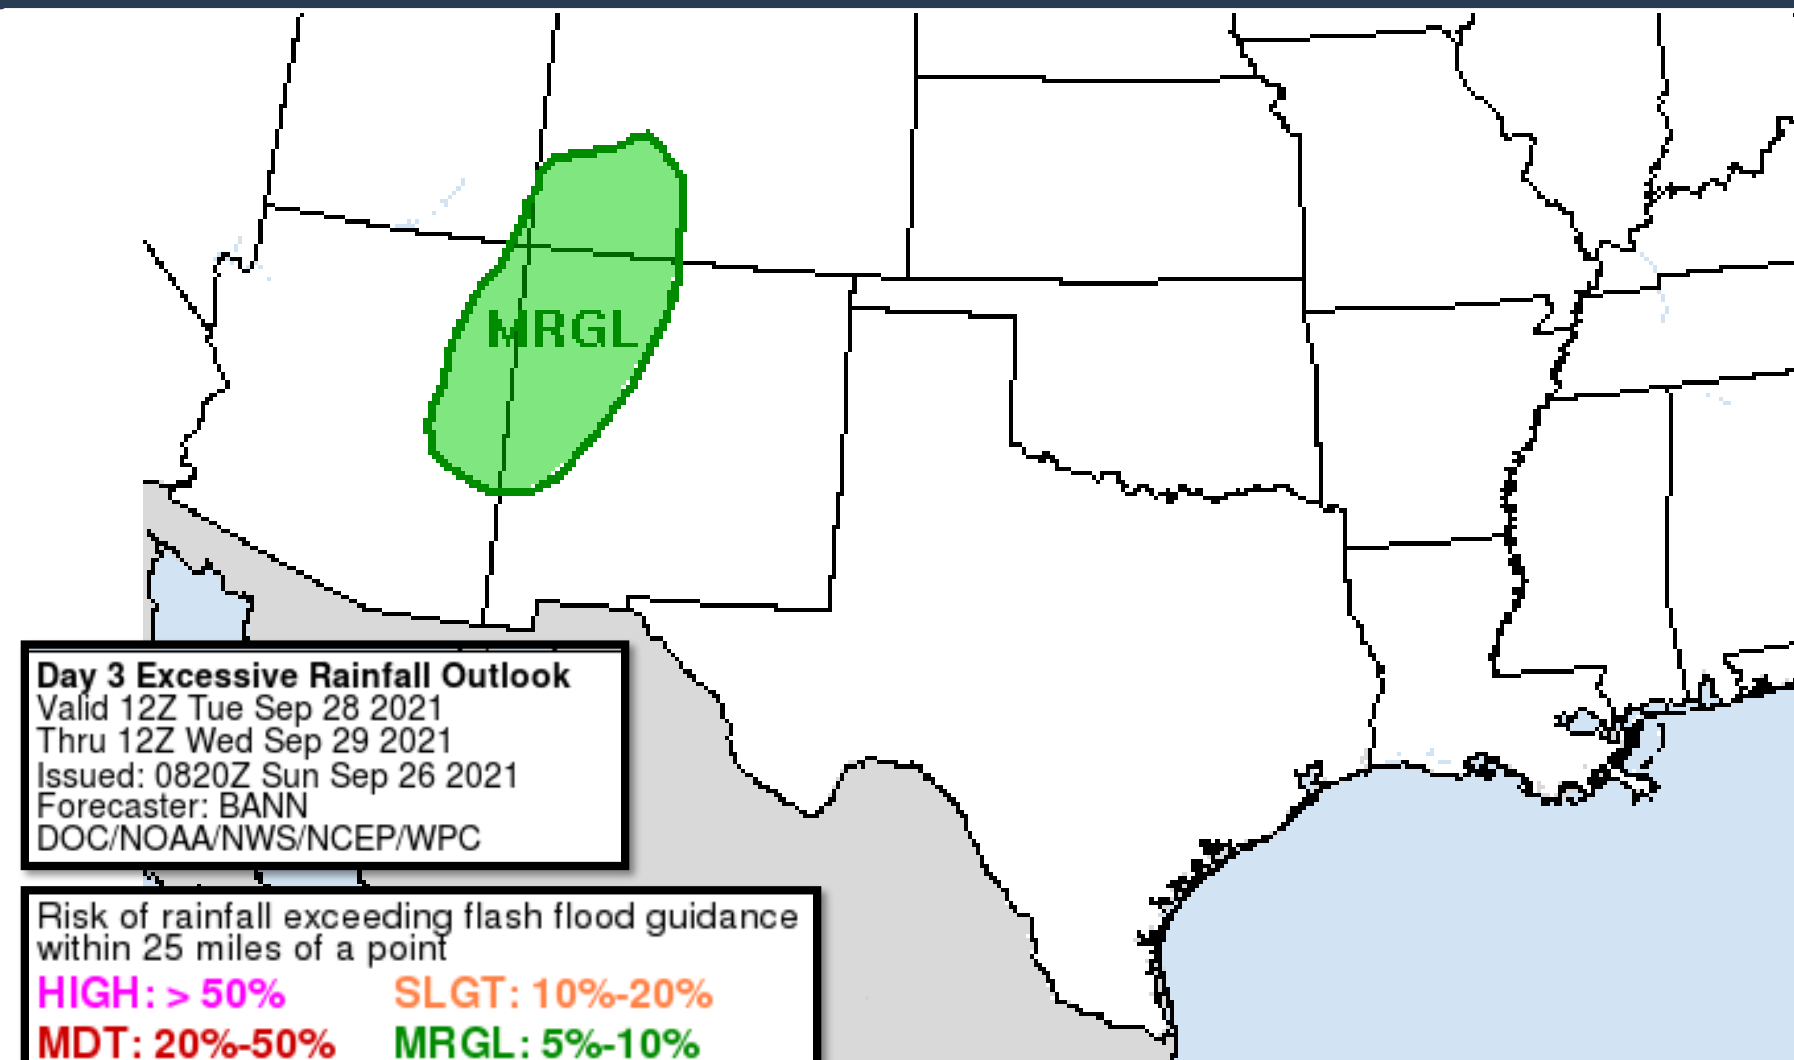 MRGL
Day 3 Excessive Rainfall Outlook
Valid 12Z Tue Sep 28 2021
Thru 12Z Wed Sep 29 2021
Issued: 0820Z Sun Sep 26 2021
Forecaster: BANN
DOC/NOAA/NWS/NCEP/WPC
Risk of rainfall exceeding flash flood guidance
within 25 miles of a point
HIGH: > 50% SLGT: 10%-20%
MDT: 20%-50% MRGL: 5%-10%